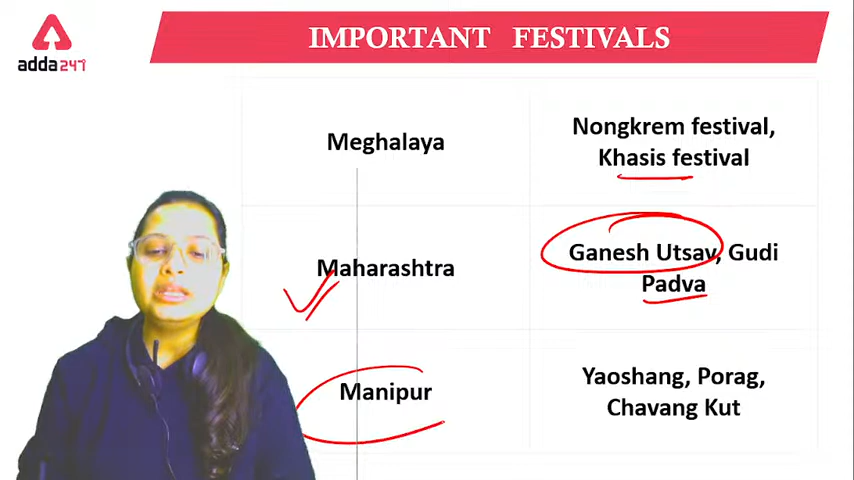 IMPORTANT FESTIVALS
adda247
Meghalaya
Nongkrem festival,
Khasis festival
Maharashtra
Ganesh Utsav, Gudi
Padva
Manipur
Yaoshang, Porag,
Chavang Kut